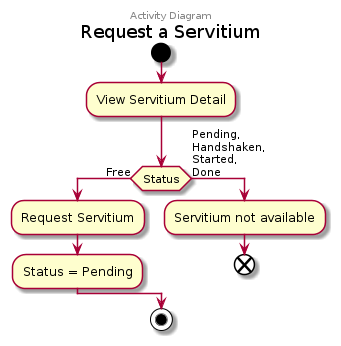 Activity Diagram
Request a Servitium
View Servitium Detail
Pending,
Handshaken,
Started,
Done
Free
Status
Request Servitium
Servitium not available
Status = Pending